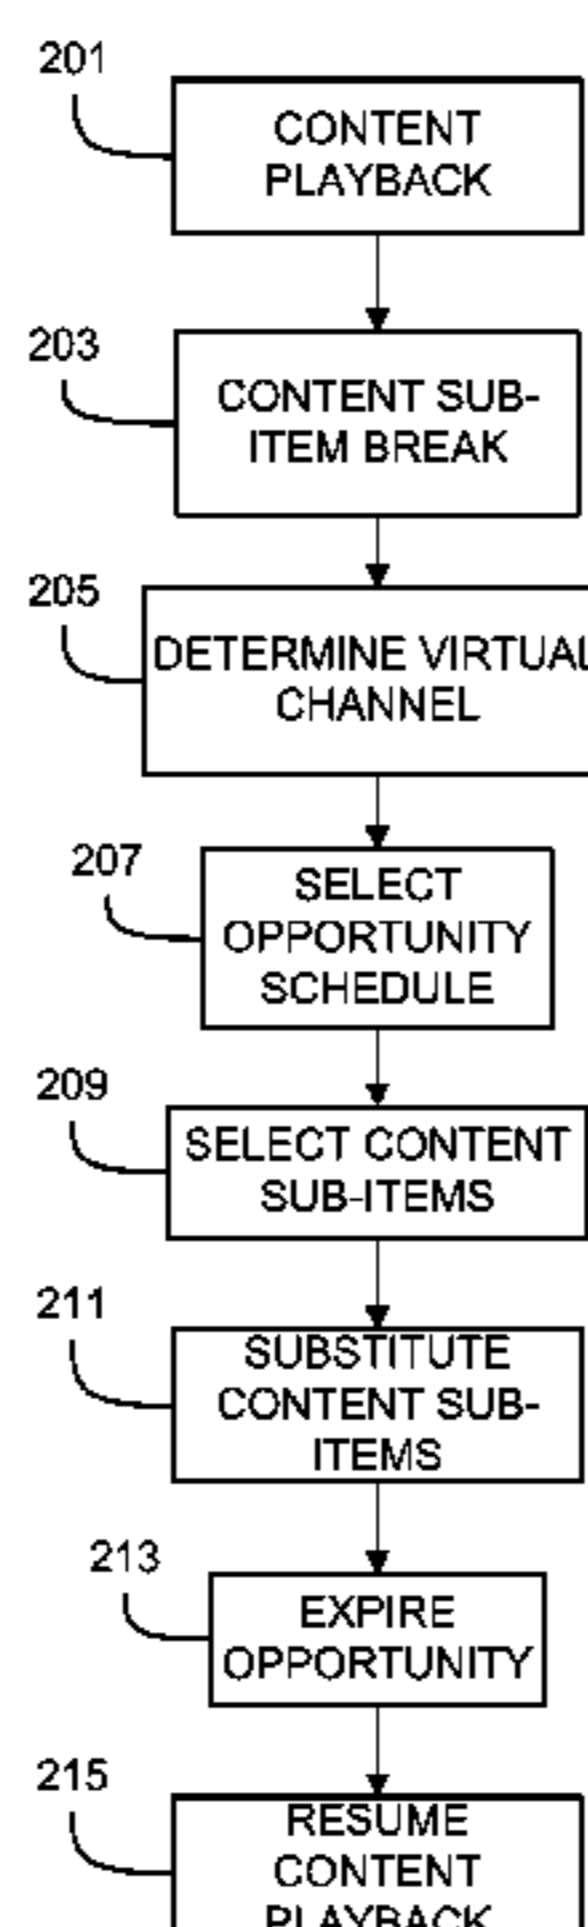 201
CONTENT
PLAYBACK
203
CONTENT SUB-
ITEM BREAK
205
DETERMINE VIRTUAL
CHANNEL
207
SELECT
OPPORTUNITY
SCHEDULE
209
SELECT CONTENT
SUB-ITEMS
211
SUBSTITUTE
CONTENT SUB-
ITEMS
213
EXPIRE
OPPORTUNITY
215
RESUME
CONTENT
PLAYBACK